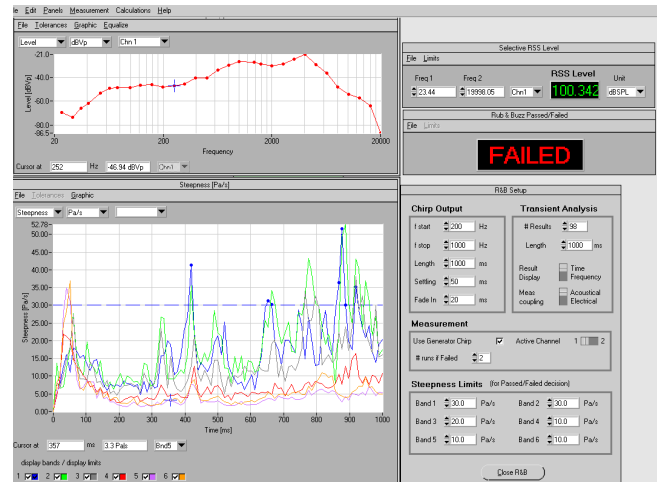 le Edit Panels Measurement Calculations Help
File Tolerances Graphic Equalize
Level dBVp Chn 1
-21.0
-40.0
-60.0
-80.0
-86.5
Level [dBVp]
20 200 2000 20000
Frequency
Cursor at 252 Hz -46.94 dBVp Chn1
Selective RSS Level
File Limits
Freq 1 Freq 2 RSS Level Unit
23.44 19998.05 Chn1 100.342 dBSPL
Rub & Buzz Passed/Failed
File Limits
FAILED
Steepness [Pa/s]
File Tolerances Graphic
Steepness Pa/s
52.78
50.00
45.00
40.00
35.00
30.00
25.00
20.00
15.00
10.00
5.00
0.00
Steepness [Pa/s]
0 100 200 300 400 500 600 700 800 900 1000
Time [ms]
Cursor at 357 ms 3.3 Pals Bnd5
display bands / display limits
1 2 3 4 5 6
R&B Setup
Chirp Output
f start 200 Hz
f stop 1000 Hz
Length 1000 ms
Settling 50 ms
Fade In 20 ms
Transient Analysis
# Results 98
Length 1000 ms
Result Display Time Frequency
Meas coupling Acoustical Electrical
Measurement
Use Generator Chirp Active Channel 1 2
# runs if Failed 2
Steepness Limits (for Passed/Failed decision)
Band 1 30.0 Pa/s Band 2 30.0 Pa/s
Band 3 20.0 Pa/s Band 4 10.0 Pa/s
Band 5 10.0 Pa/s Band 6 10.0 Pa/s
Close R&B